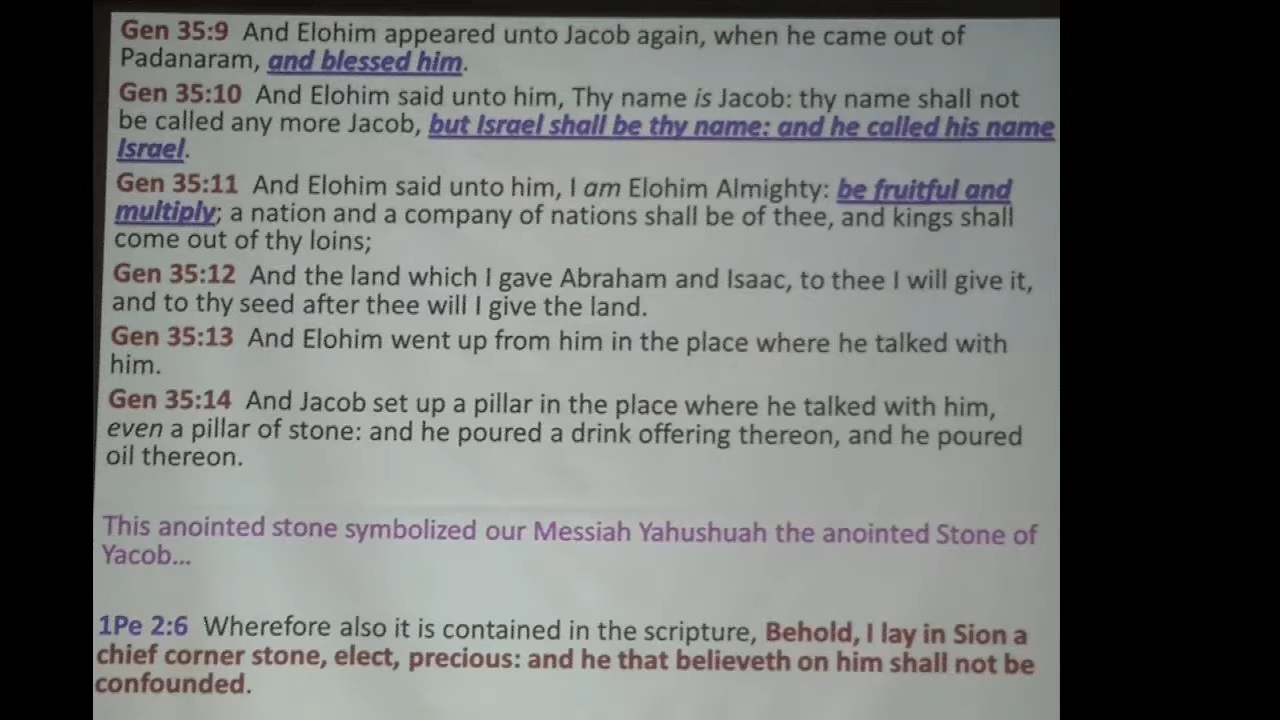 Gen 35:9 And Elohim appeared unto Jacob again, when he came out of
Padanaram, and blessed him.
Gen 35:10 And Elohim said unto him, Thy name is Jacob: thy name shall not
be called any more Jacob, but Israel shall be thy name: and he called his name
Israel.
Gen 35:11 And Elohim said unto him, I am Elohim Almighty: be fruitful and
multiply; a nation and a company of nations shall be of thee, and kings shall
come out of thy loins;
Gen 35:12 And the land which I gave Abraham and Isaac, to thee I will give it,
and to thy seed after thee will I give the land.
Gen 35:13 And Elohim went up from him in the place where he talked with
him.
Gen 35:14 And Jacob set up a pillar in the place where he talked with him,
even a pillar of stone: and he poured a drink offering thereon, and he poured
oil thereon.
This anointed stone symbolized our Messiah Yahushuah the anointed Stone of
Yacob...
1Pe 2:6 Wherefore also it is contained in the scripture, Behold, I lay in Sion a
chief corner stone, elect, precious: and he that believeth on him shall not be
confounded.